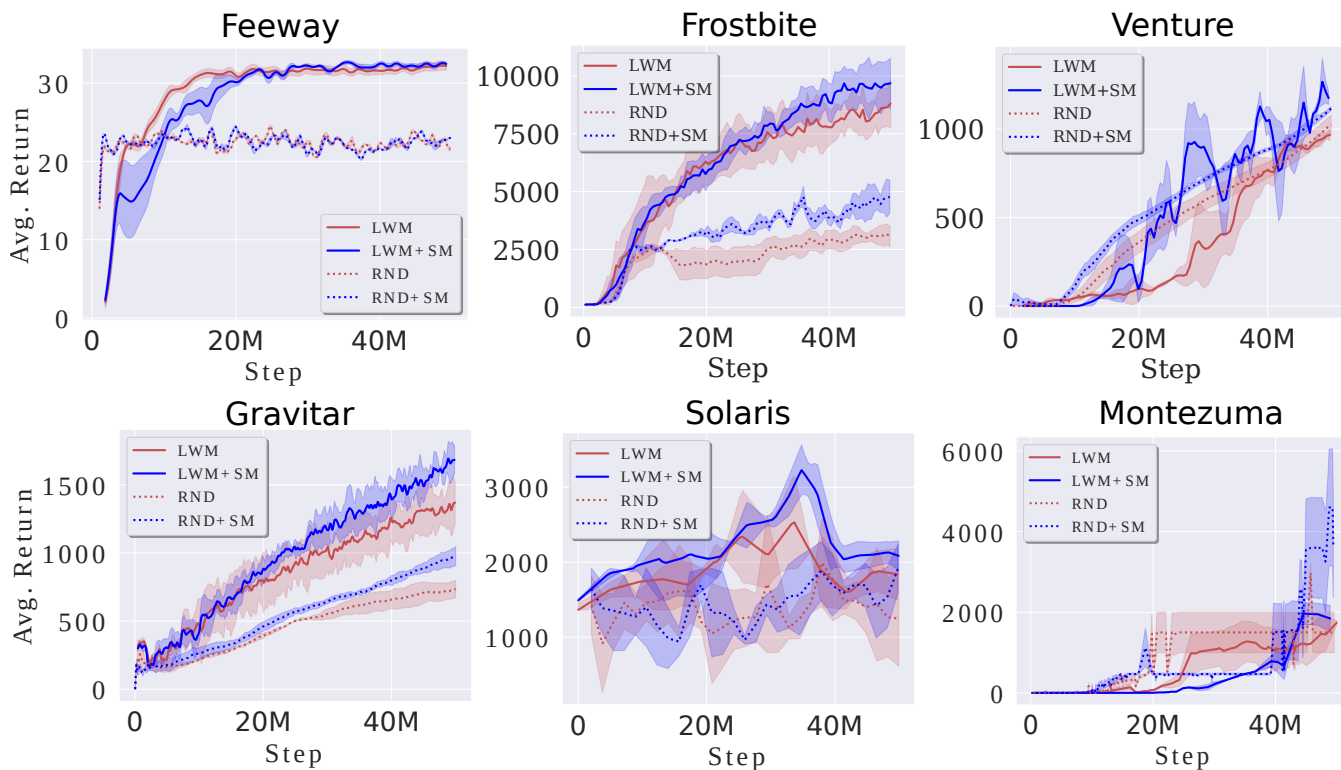 Feeway
Avg. Return
30
20
10
0
0
20M
40M
Step
LWM
LWM+SM
RND
RND+SM
Frostbite
10000
7500
5000
2500
0
0
20M
40M
Step
LWM
LWM+SM
RND
RND+SM
Venture
1000
500
0
0
20M
40M
Step
LWM
LWM+SM
RND
RND+SM
Gravitar
Avg. Return
1500
1000
500
0
0
20M
40M
Step
LWM
LWM+SM
RND
RND+SM
Solaris
3000
2000
1000
0
20M
40M
Step
LWM
LWM+SM
RND
RND+SM
Montezuma
6000
4000
2000
0
0
20M
40M
Step
LWM
LWM+SM
RND
RND+SM